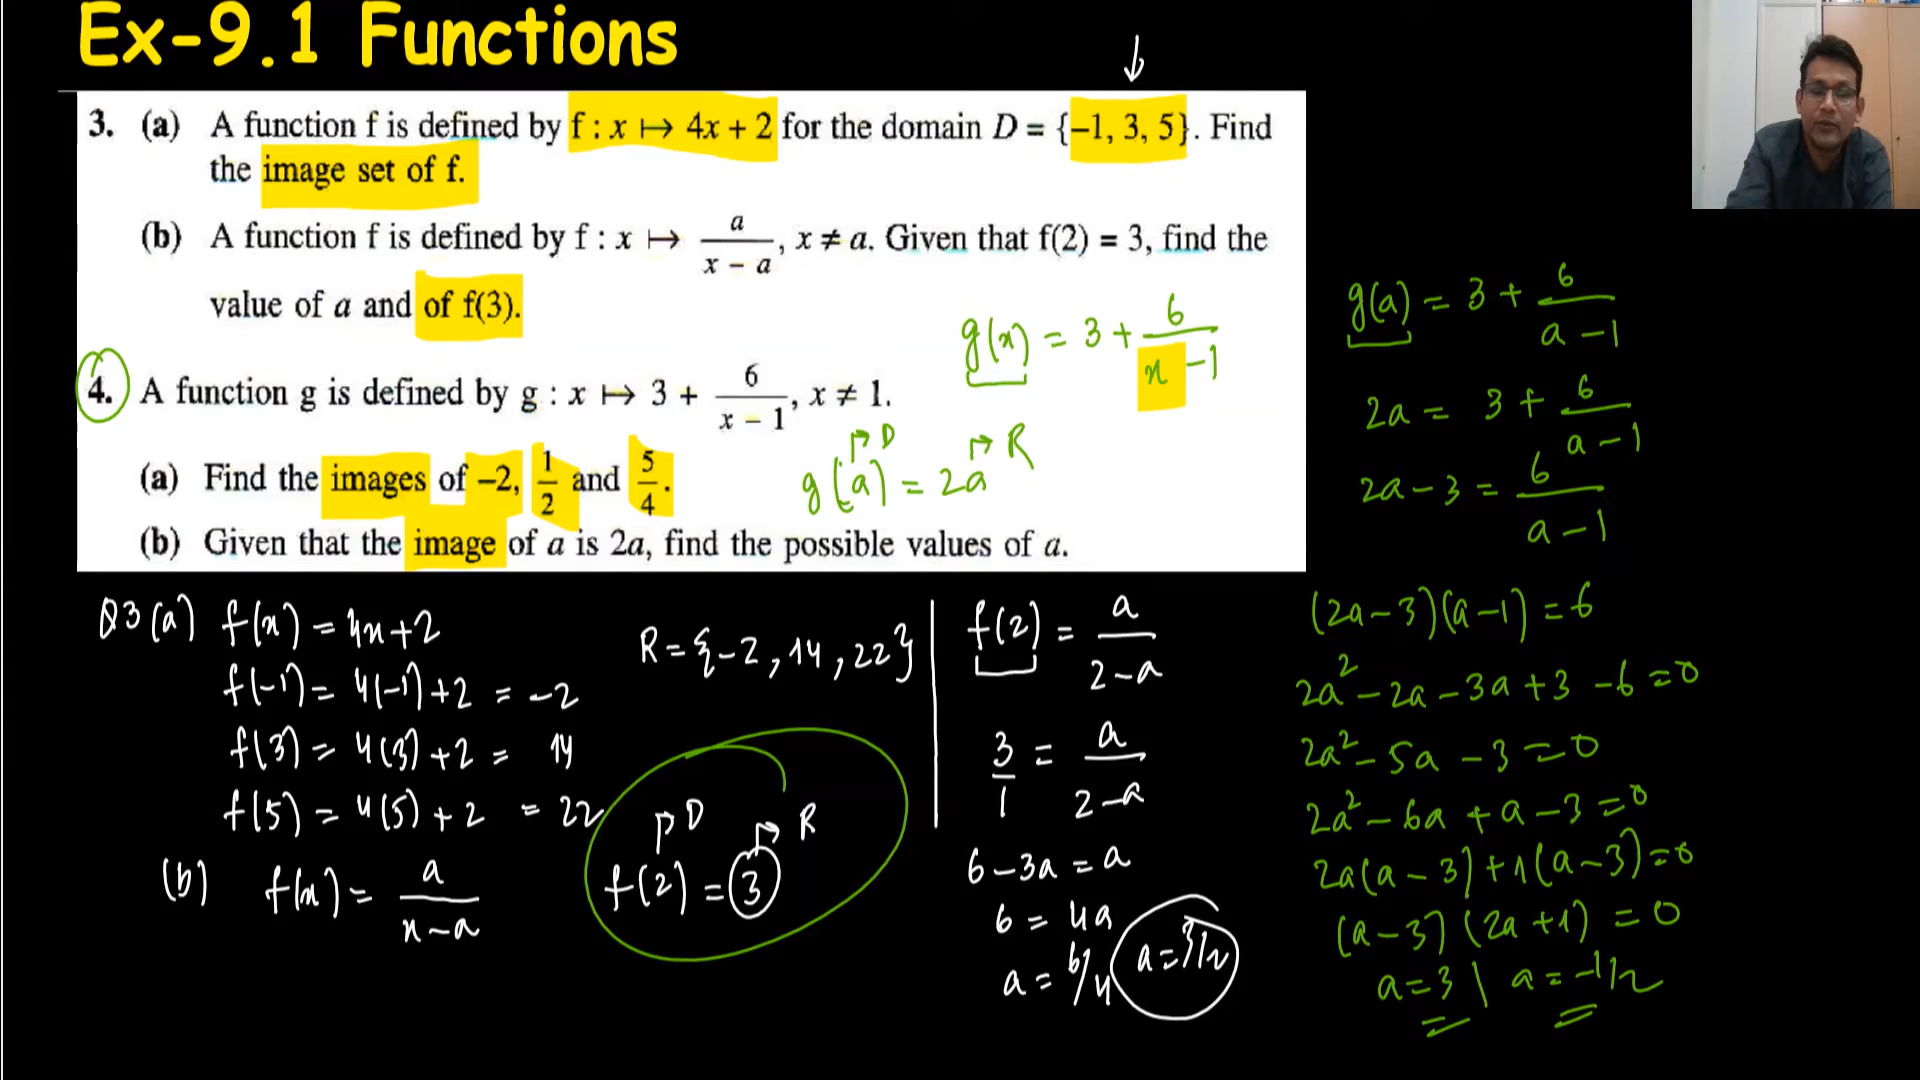 Ex-9.1 Functions
3. (a) A function f is defined by f : x ↦ 4x + 2 for the domain D = {–1, 3, 5}. Find
the image set of f.
(b) A function f is defined by f : x ↦ a/(x – a), x ≠ a. Given that f(2) = 3, find the
value of a and of f(3).
4. A function g is defined by g : x ↦ 3 + 6/(x – 1), x ≠ 1.
(a) Find the images of –2, 1/2 and 5/4.
(b) Given that the image of a is 2a, find the possible values of a.
g(x) = 3 + 6/(x – 1)
D R
g(a) = 2a
Q3 (a) f(x) = 4x + 2
f(-1) = 4(-1) + 2 = -2
f(3) = 4(3) + 2 = 14
f(5) = 4(5) + 2 = 22
R = {-2, 14, 22}
(b) f(x) = a/(x – a)
D R
f(2) = 3
f(2) = a/(2 – a)
3/1 = a/(2 – a)
6 – 3a = a
6 = 4a
a = 6/4 a = 3/2
g(a) = 3 + 6/(a – 1)
2a = 3 + 6/(a – 1)
2a – 3 = 6/(a – 1)
(2a – 3)(a – 1) = 6
2a² – 2a – 3a + 3 – 6 = 0
2a² – 5a – 3 = 0
2a² – 6a + a – 3 = 0
2a(a – 3) + 1(a – 3) = 0
(a – 3)(2a + 1) = 0
a = 3 | a = -1/2